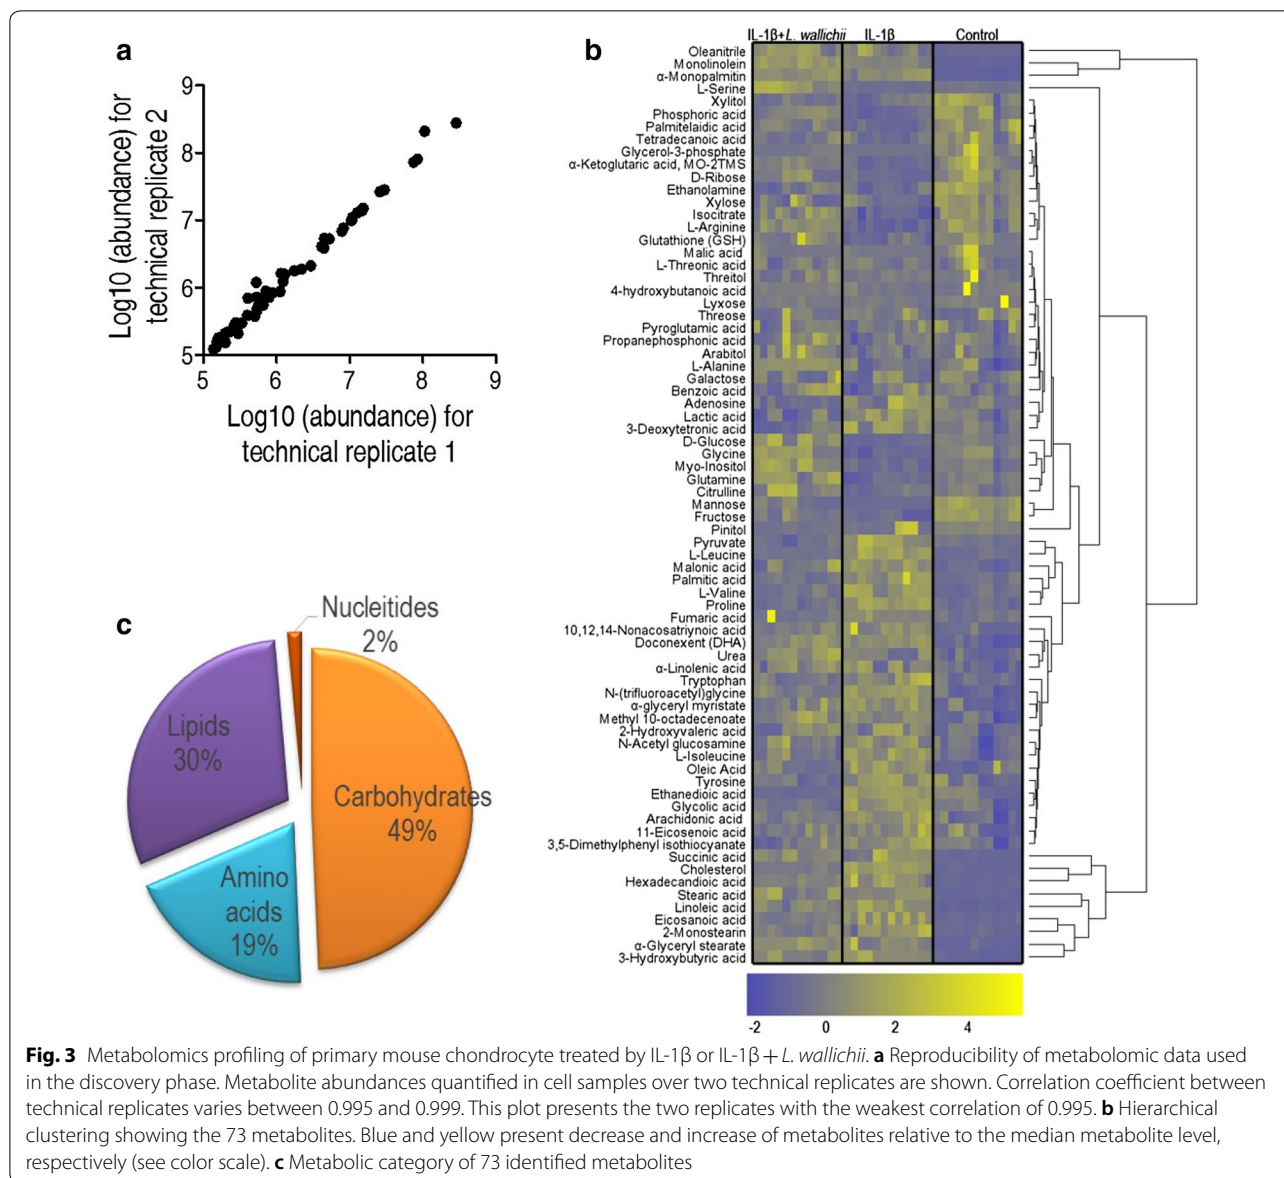 a
9
8
7
6
5
5
6
7
8
9
Log10 (abundance) for
technical replicate 2
Log10 (abundance) for
technical replicate 1
b
IL-1β+L. wallichii
IL-1β
Control
Oleanitrile
Monolinolein
α-Monopalmitin
L-Serine
Xylitol
Phosphoric acid
Palmitelaidic acid
Tetradecanoic acid
Glycerol-3-phosphate
α-Ketoglutaric acid, MO-2TMS
D-Ribose
Ethanolamine
Xylose
Isocitrate
L-Arginine
Glutathione (GSH)
Malic acid
L-Threonic acid
Threitol
4-hydroxybutanoic acid
Lyxose
Threose
Pyroglutamic acid
Propanephosphonic acid
Arabitol
L-Alanine
Galactose
Benzoic acid
Adenosine
Lactic acid
3-Deoxytetronic acid
D-Glucose
Glycine
Myo-Inositol
Glutamine
Citrulline
Mannose
Fructose
Pinitol
Pyruvate
L-Leucine
Malonic acid
Palmitic acid
L-Valine
Proline
Fumaric acid
10,12,14-Nonacosatriynoic acid
Doconexent (DHA)
Urea
α-Linolenic acid
Tryptophan
N-(trifluoroacetyl)glycine
α-glyceryl myristate
Methyl 10-octadecenoate
2-Hydroxyvaleric acid
N-Acetyl glucosamine
L-Isoleucine
Oleic Acid
Tyrosine
Ethanedioic acid
Glycolic acid
Arachidonic acid
11-Eicosenoic acid
3,5-Dimethylphenyl isothiocyanate
Succinic acid
Cholesterol
Hexadecandioic acid
Stearic acid
Linoleic acid
Eicosanoic acid
2-Monostearin
α-Glyceryl stearate
3-Hydroxybutyric acid
-2
0
2
4
c
Nucleitides
2%
Lipids
30%
Carbohydrates
49%
Amino
acids
19%
Fig. 3 Metabolomics profiling of primary mouse chondrocyte treated by IL-1β or IL-1β + L. wallichii. a Reproducibility of metabolomic data used
in the discovery phase. Metabolite abundances quantified in cell samples over two technical replicates are shown. Correlation coefficient between
technical replicates varies between 0.995 and 0.999. This plot presents the two replicates with the weakest correlation of 0.995. b Hierarchical
clustering showing the 73 metabolites. Blue and yellow present decrease and increase of metabolites relative to the median metabolite level,
respectively (see color scale). c Metabolic category of 73 identified metabolites